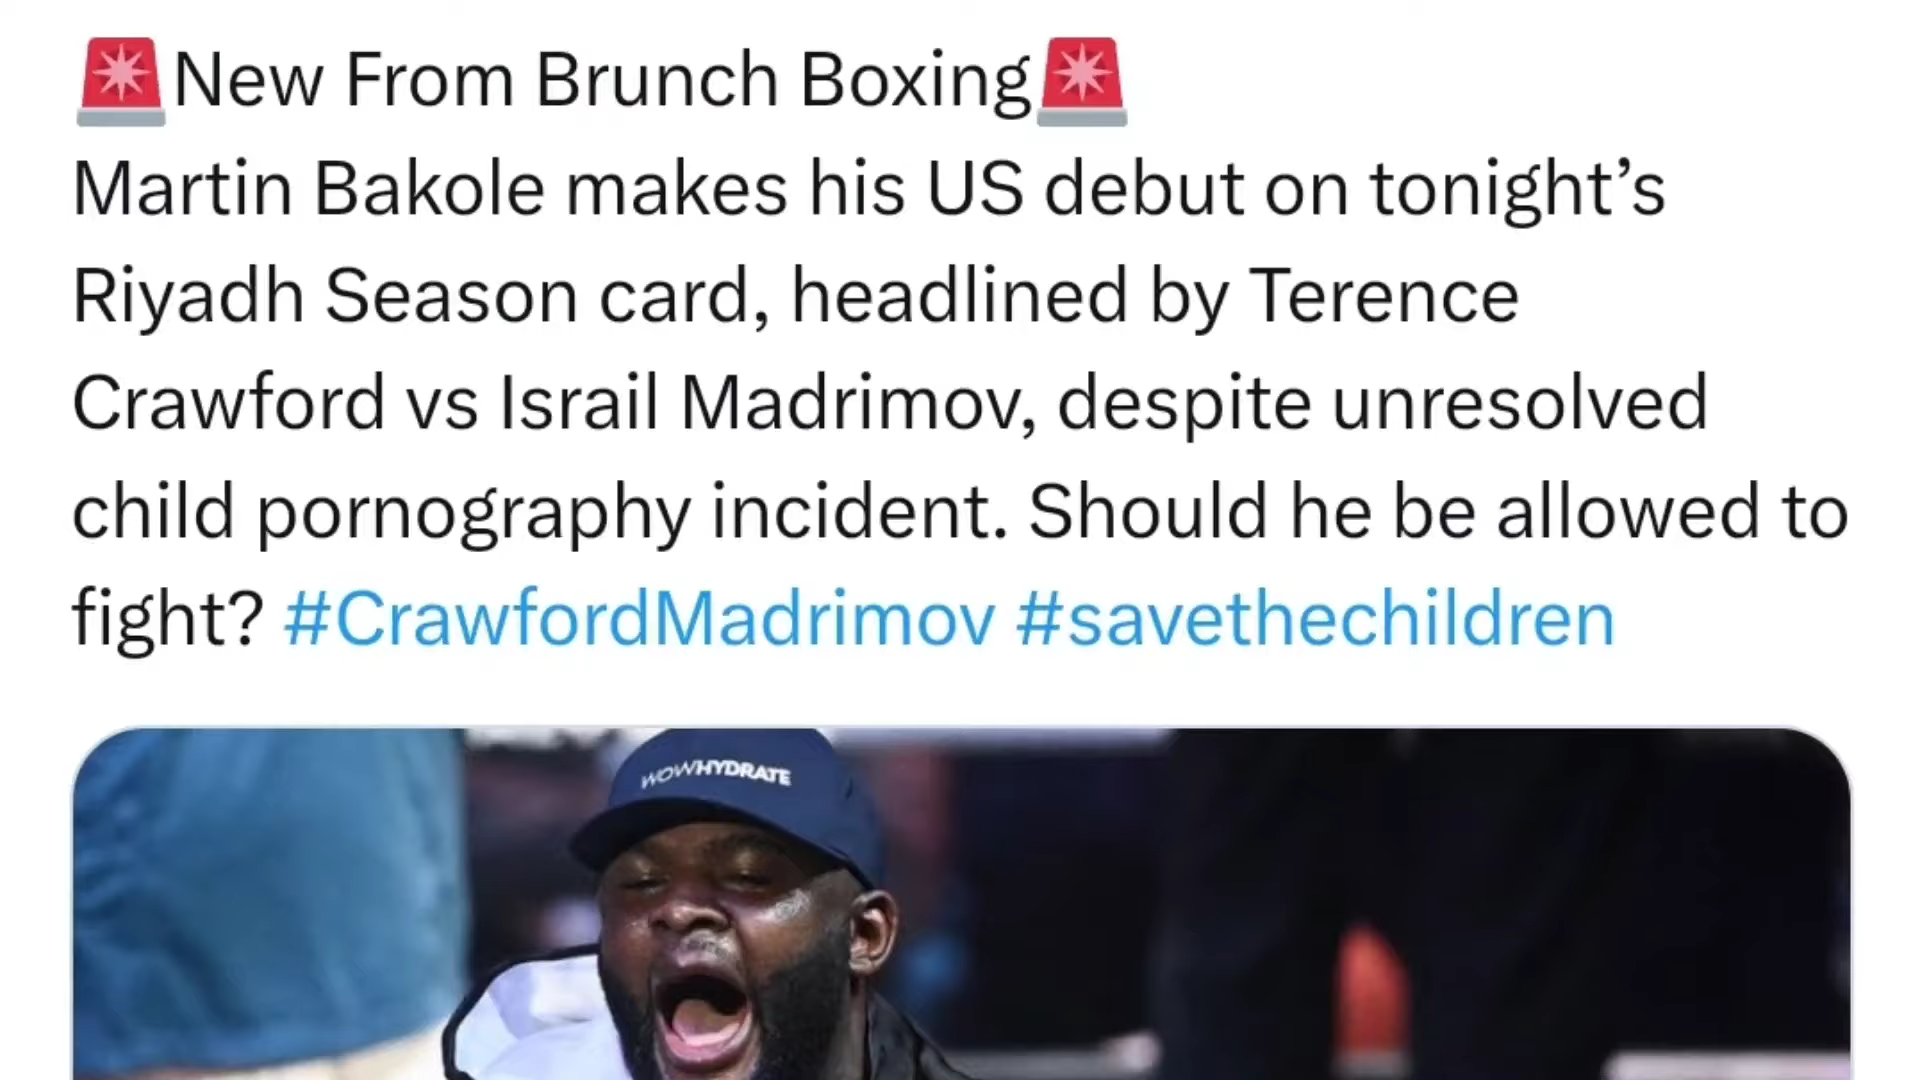 🚨New From Brunch Boxing🚨
Martin Bakole makes his US debut on tonight’s
Riyadh Season card, headlined by Terence
Crawford vs Israil Madrimov, despite unresolved
child pornography incident. Should he be allowed to
fight? #CrawfordMadrimov #savethechildren
WOWHYDRATE